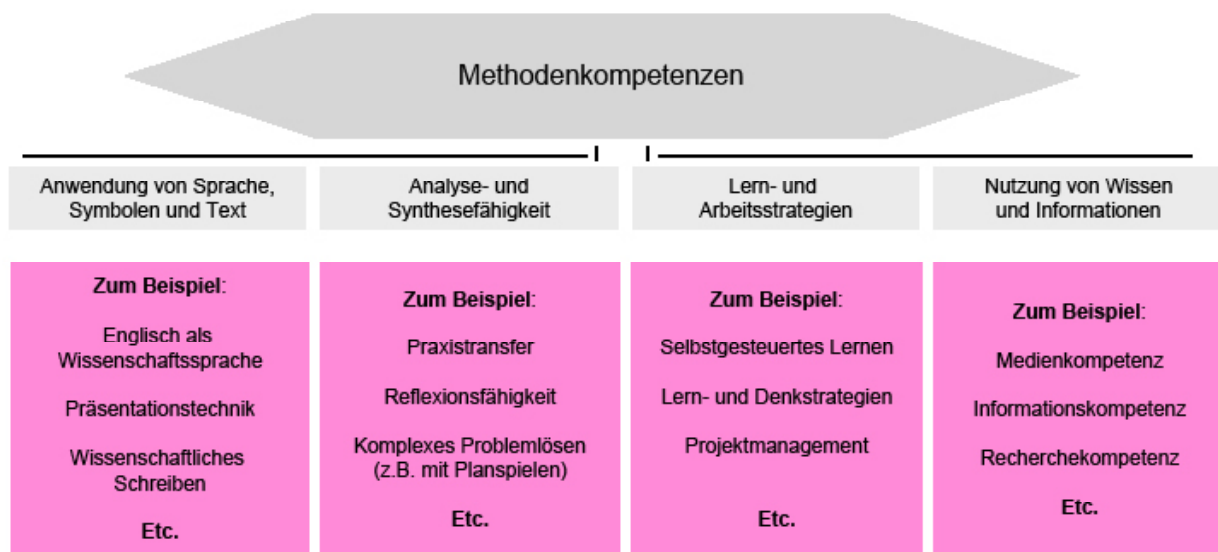 Methodenkompetenzen
Anwendung von Sprache,
Symbolen und Text
Analyse- und
Synthesefähigkeit
Lern- und
Arbeitsstrategien
Nutzung von Wissen
und Informationen
Zum Beispiel:
Englisch als
Wissenschaftssprache
Präsentationstechnik
Wissenschaftliches
Schreiben
Etc.
Zum Beispiel:
Praxistransfer
Reflexionsfähigkeit
Komplexes Problemlösen
(z.B. mit Planspielen)
Etc.
Zum Beispiel:
Selbstgesteuertes Lernen
Lern- und Denkstrategien
Projektmanagement
Etc.
Zum Beispiel:
Medienkompetenz
Informationskompetenz
Recherchekompetenz
Etc.